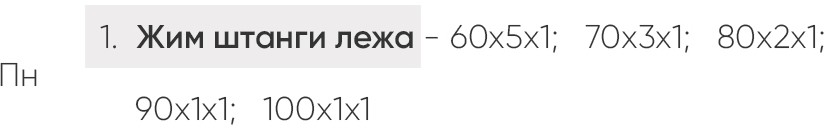 1. Жим штанги лежа – 60х5х1; 70х3х1; 80х2х1;
Пн
90х1х1; 100х1х1